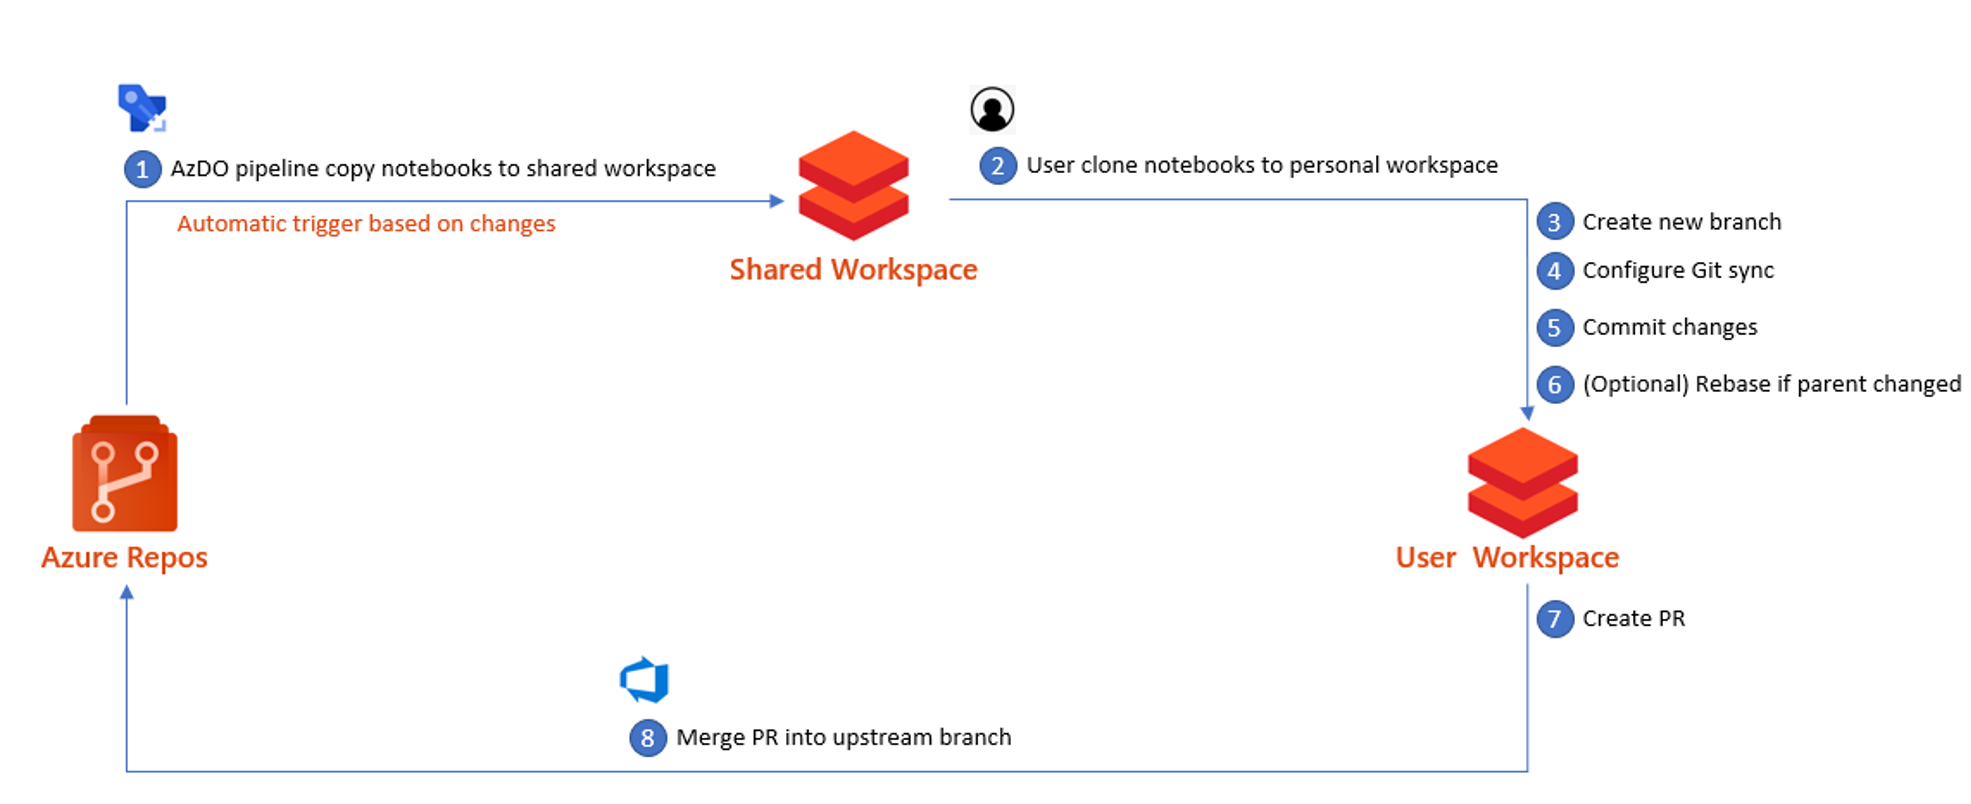 1 AzDO pipeline copy notebooks to shared workspace
Automatic trigger based on changes
Shared Workspace
2 User clone notebooks to personal workspace
3 Create new branch
4 Configure Git sync
5 Commit changes
6 (Optional) Rebase if parent changed
Azure Repos
User Workspace
7 Create PR
8 Merge PR into upstream branch